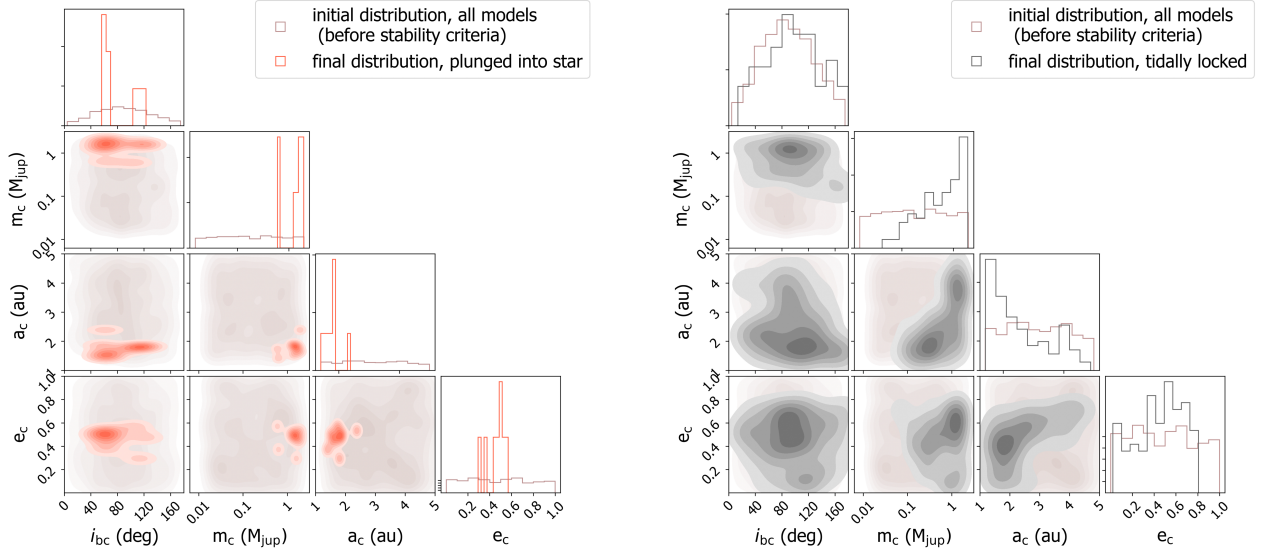 initial distribution, all models
(before stability criteria)
final distribution, plunged into star
m_c (M_jup)
1
0.1
0.01
a_c (au)
5
4
3
2
1
e_c
1.0
0.8
0.6
0.4
0.2
0 40 80 120 160
0.01 0.1 1
1 2 3 4 5
0.2 0.4 0.6 0.8 1.0
i_bc (deg)
m_c (M_jup)
a_c (au)
e_c
initial distribution, all models
(before stability criteria)
final distribution, tidally locked
m_c (M_jup)
1
0.1
0.01
a_c (au)
5
4
3
2
1
e_c
1.0
0.8
0.6
0.4
0.2
0 40 80 120 160
0.01 0.1 1
1 2 3 4 5
0.2 0.4 0.6 0.8 1.0
i_bc (deg)
m_c (M_jup)
a_c (au)
e_c